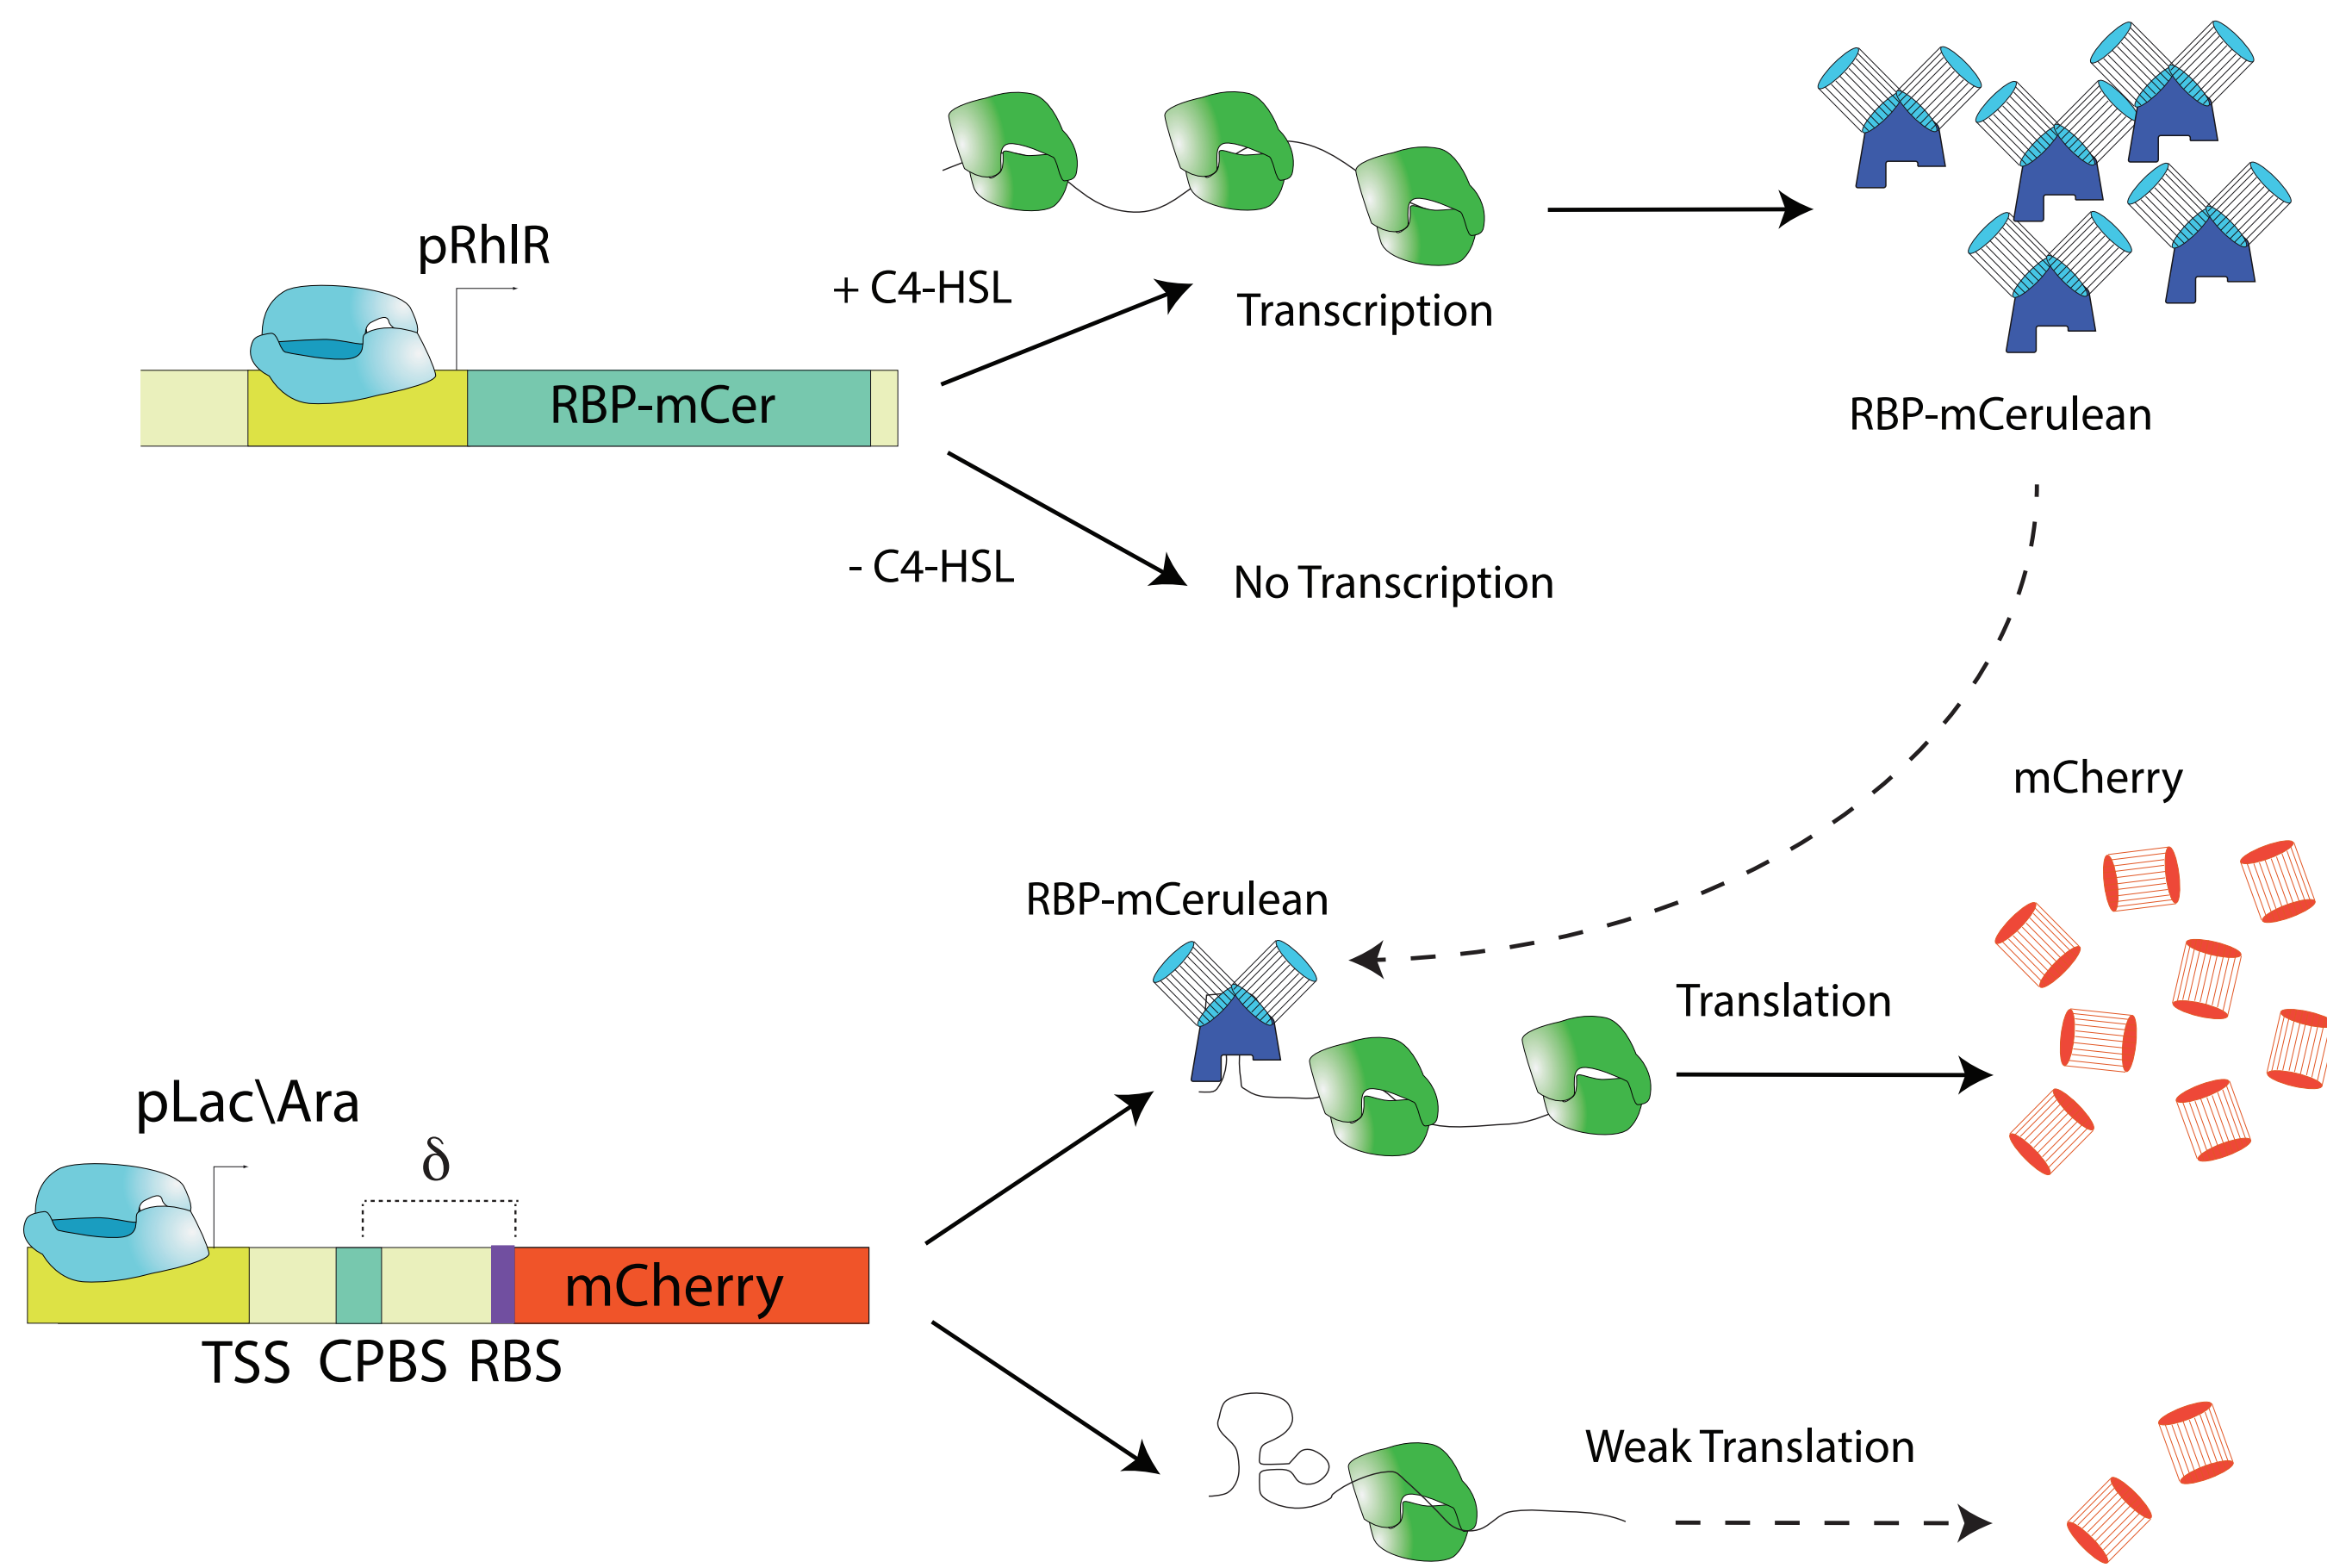 pRhlR
RBP-mCer
+ C4-HSL
Transcription
RBP-mCerulean
- C4-HSL
No Transcription
mCherry
RBP-mCerulean
Translation
pLac\Ara
δ
mCherry
TSS CPBS RBS
Weak Translation